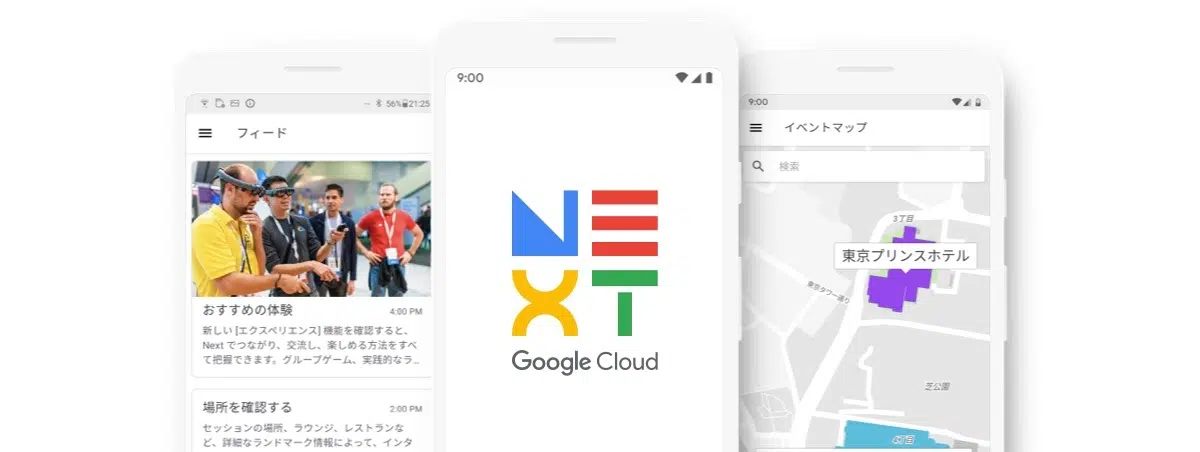 56% 21:25
フィード
おすすめの体験
4:00 PM
新しい [エクスペリエンス] 機能を確認すると、
Next でつながり、交流し、楽しめる方法をすべ
て把握できます。グループゲーム、実践的なラ...
場所を確認する
2:00 PM
セッションの場所、ラウンジ、レストランな
ど、詳細なランドマーク情報によって、インタ
9:00
NEXT
Google Cloud
9:00
イベントマップ
検索
3丁目
東京プリンスホテル
東京タワー通り
芝公園
4丁目